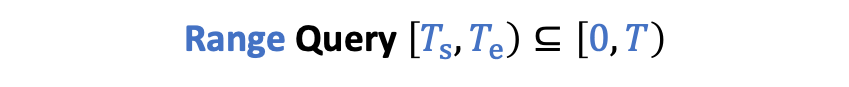 Range Query [Tₛ, Tₑ) ⊆ [0, T)